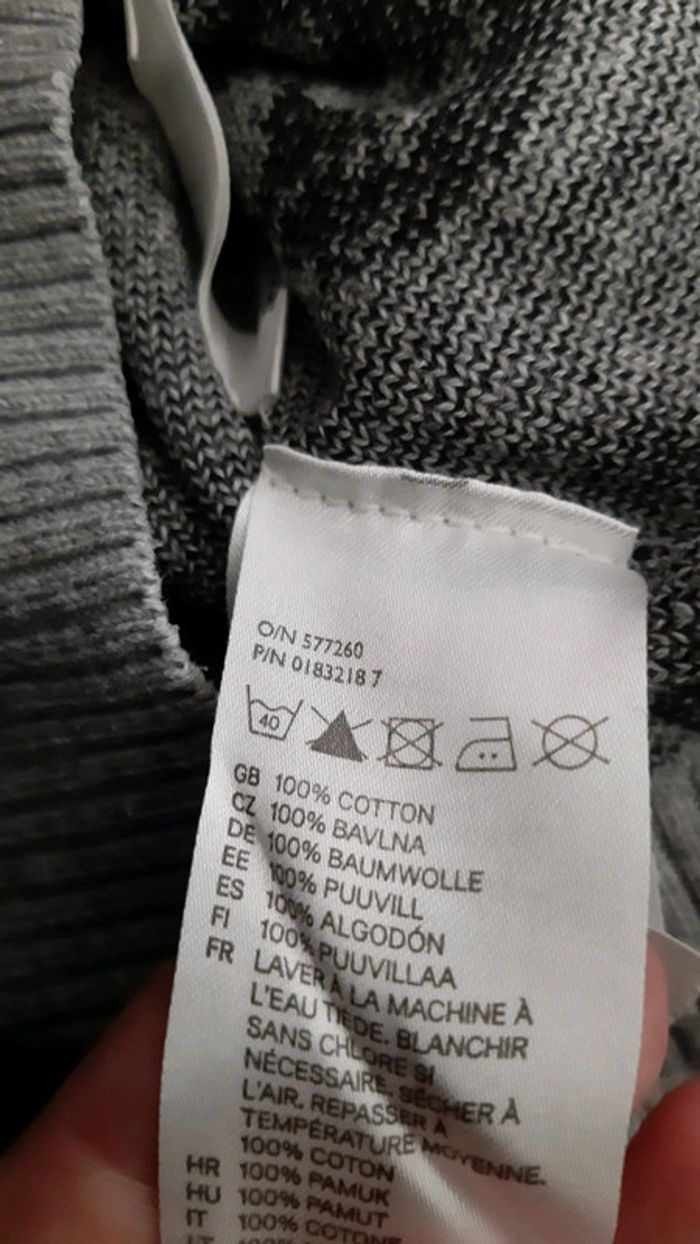 O/N 577260
P/N 0183218 7
40
GB 100% COTTON
CZ 100% BAVLNA
DE 100% BAUMWOLLE
EE 100% PUUVILL
ES 100% ALGODÓN
FI 100% PUUVILLAA
FR LAVER À LA MACHINE À
L'EAU TIEDE. BLANCHIR
SANS CHLORE SI
NÉCESSAIRE. SÉCHER À
L'AIR. REPASSER À
TEMPÉRATURE MOYENNE.
100% COTON
HR 100% PAMUK
HU 100% PAMUT
IT 100% COTONE